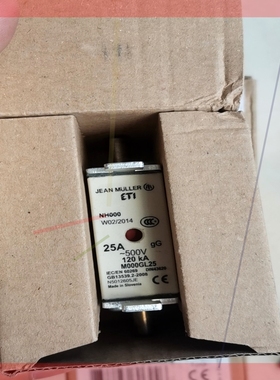 JEAN MÜLLER
ETI
NH000
W02/2014
25A gG
~500V
120 kA
M000GL25
IEC/EN 60269
GB13539.2-2008
N5012605JE
Made in Slovenia